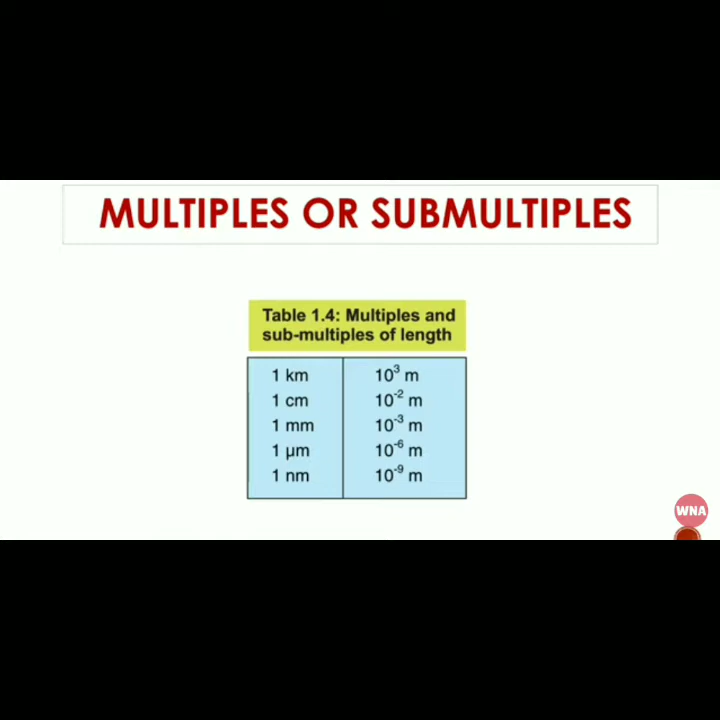 MULTIPLES OR SUBMULTIPLES
Table 1.4: Multiples and
sub-multiples of length
1 km 10³ m
1 cm 10⁻² m
1 mm 10⁻³ m
1 µm 10⁻⁶ m
1 nm 10⁻⁹ m
WNA